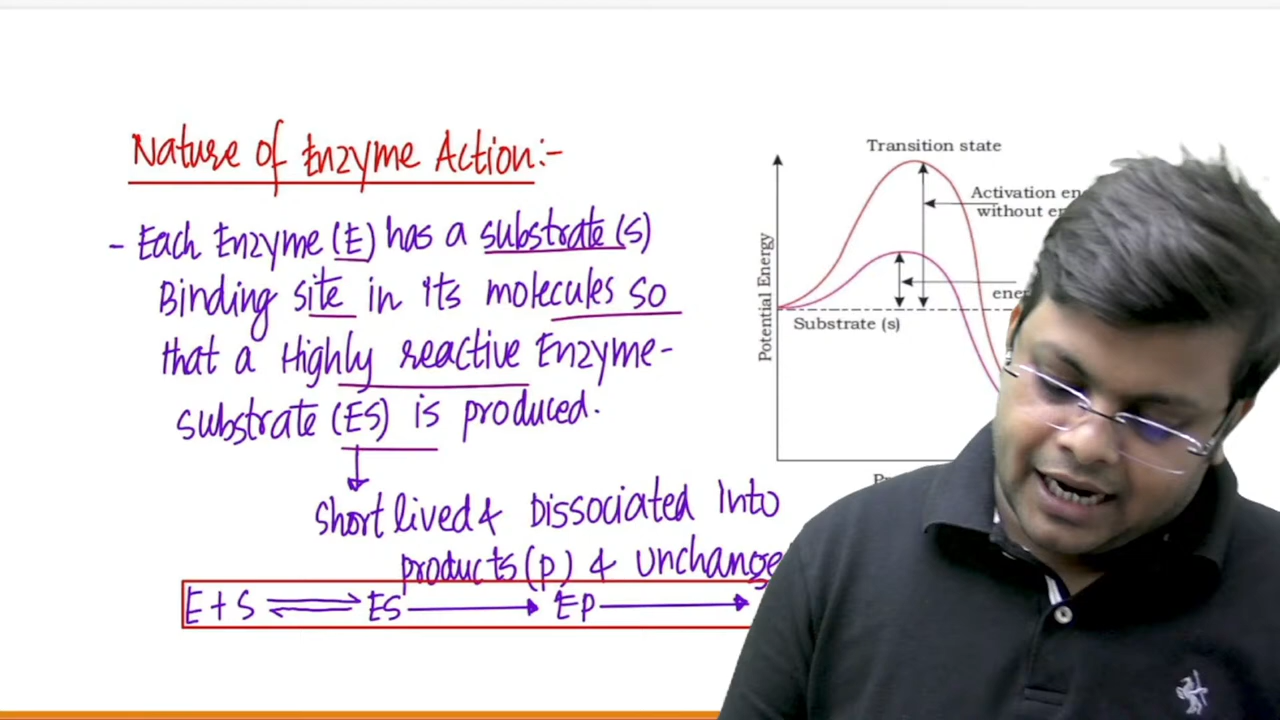 Nature of Enzyme Action:-
- Each Enzyme (E) has a substrate (s)
Binding site in its molecules so
that a Highly reactive Enzyme-
substrate (ES) is produced.
short lived & Dissociated Into
products (p) & unchange
E + S ⇌ ES → EP →
Transition state
Activation en
without e
ene
Substrate (s)
Potential Energy